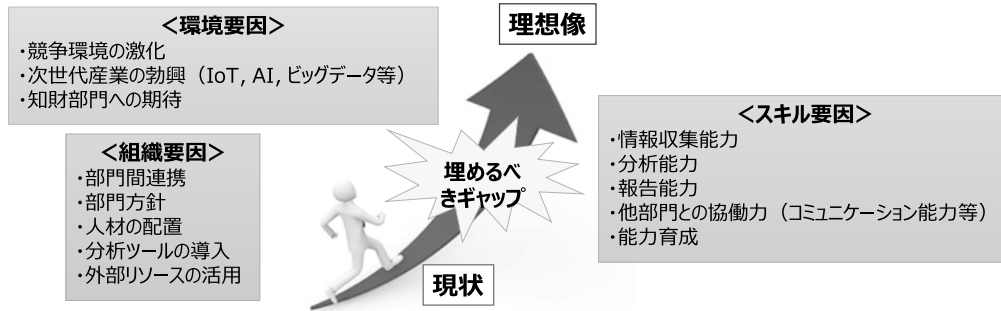 ＜環境要因＞
・競争環境の激化
・次世代産業の勃興（IoT, AI, ビッグデータ等）
・知財部門への期待
理想像
＜組織要因＞
・部門間連携
・部門方針
・人材の配置
・分析ツールの導入
・外部リソースの活用
埋めるべ
きギャップ
＜スキル要因＞
・情報収集能力
・分析能力
・報告能力
・他部門との協働力（コミュニケーション能力等）
・能力育成
現状